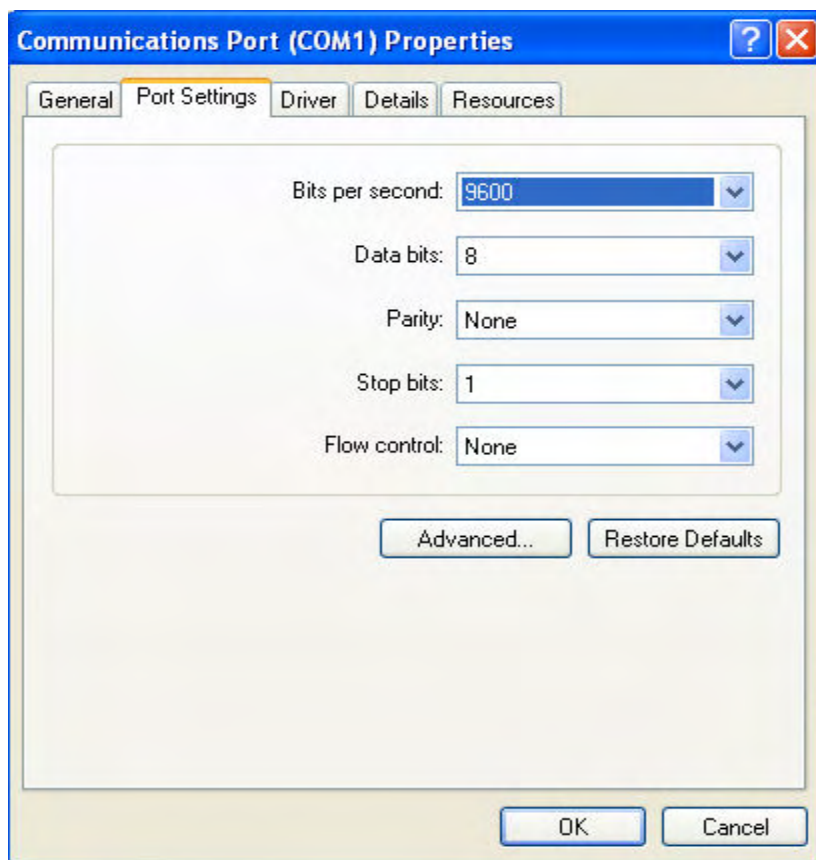 Communications Port (COM1) Properties
General Port Settings Driver Details Resources
Bits per second: 9600
Data bits: 8
Parity: None
Stop bits: 1
Flow control: None
Advanced... Restore Defaults
OK Cancel